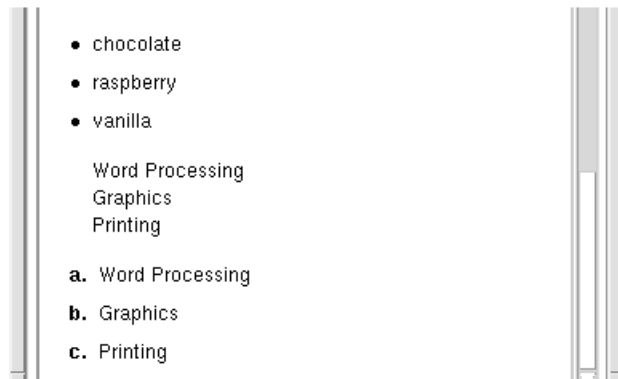 • chocolate
• raspberry
• vanilla
Word Processing
Graphics
Printing
a. Word Processing
b. Graphics
c. Printing